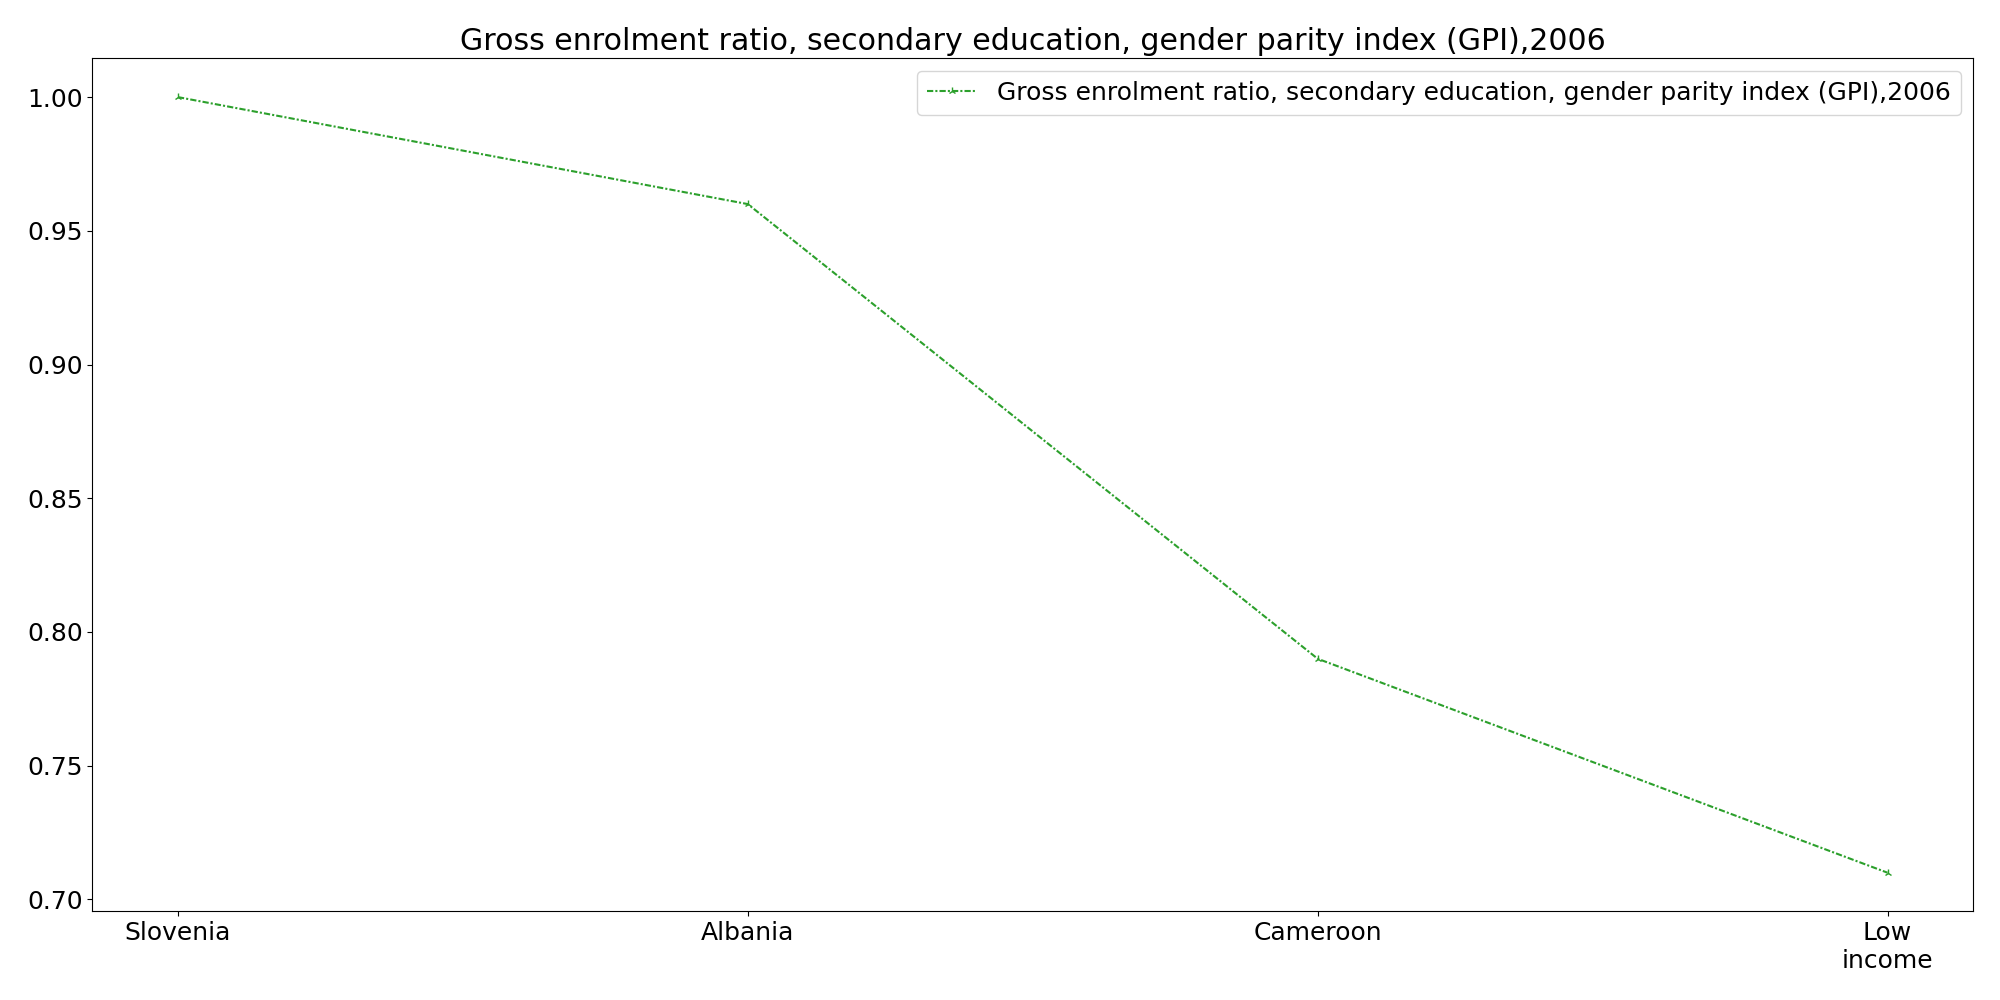 Gross enrolment ratio, secondary education, gender parity index (GPI),2006
Gross enrolment ratio, secondary education, gender parity index (GPI),2006
1.00
0.95
0.90
0.85
0.80
0.75
0.70
Slovenia
Albania
Cameroon
Low
income